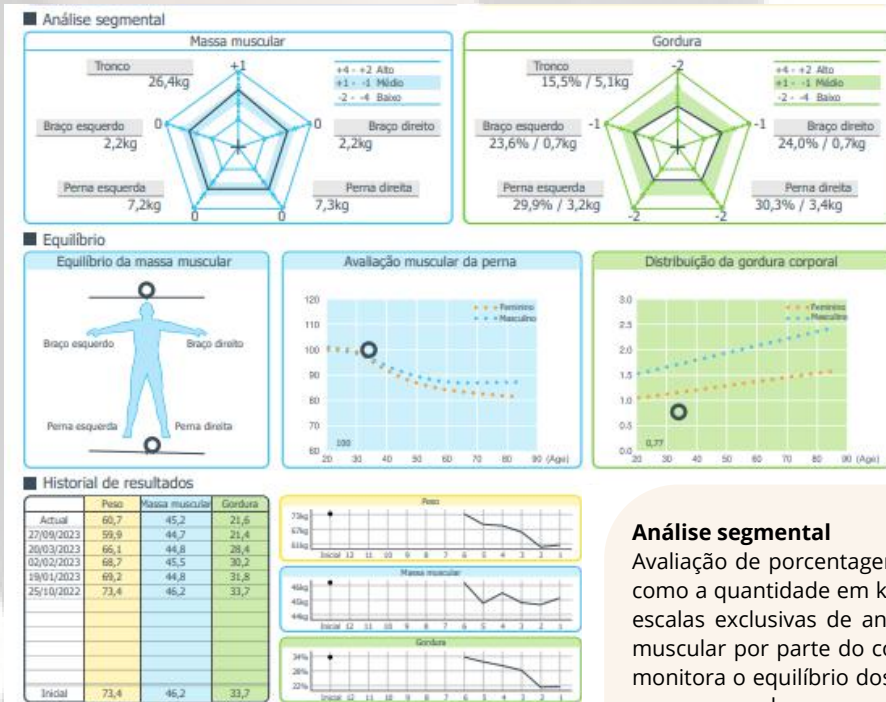 Análise segmental
Massa muscular
Tronco
26,4kg
+1
+4 - +2 Alto
+1 - -1 Médio
-2 - -4 Baixo
Braço esquerdo
2,2kg
0
0
Braço direito
2,2kg
Perna esquerda
7,2kg
0
0
Perna direita
7,3kg
Gordura
Tronco
15,5% / 5,1kg
-2
+4 - +2 Alto
+1 - -1 Médio
-2 - -4 Baixo
Braço esquerdo
23,6% / 0,7kg
-1
-1
Braço direito
24,0% / 0,7kg
Perna esquerda
29,9% / 3,2kg
-2
-2
Perna direita
30,3% / 3,4kg
Equilíbrio
Equilíbrio da massa muscular
Braço esquerdo
Braço direito
Perna esquerda
Perna direita
Avaliação muscular da perna
Feminino
Masculino
120
110
100
90
80
70
60
100
20 30 40 50 60 70 80 90 (Age)
Distribuição da gordura corporal
Feminino
Masculino
3.0
2.5
2.0
1.5
1.0
0.5
0.0
0,77
20 30 40 50 60 70 80 90 (Age)
Historial de resultados
Peso Massa muscular Gordura
Actual 60,7 45,2 21,6
27/09/2023 59,9 44,7 21,4
20/03/2023 66,1 44,8 28,4
02/02/2023 68,7 45,5 30,2
19/01/2023 69,2 44,8 31,8
25/10/2022 73,4 46,2 33,7
Inicial 73,4 46,2 33,7
Peso
73kg
67kg
61kg
Inicial 12 11 10 9 8 7 6 5 4 3 2 1
Massa muscular
46kg
45kg
44kg
Inicial 12 11 10 9 8 7 6 5 4 3 2 1
Gordura
34%
28%
22%
Inicial 12 11 10 9 8 7 6 5 4 3 2 1
Análise segmental
Avaliação de porcentagem
como a quantidade em k
escalas exclusivas de an
muscular por parte do co
monitora o equilíbrio dos